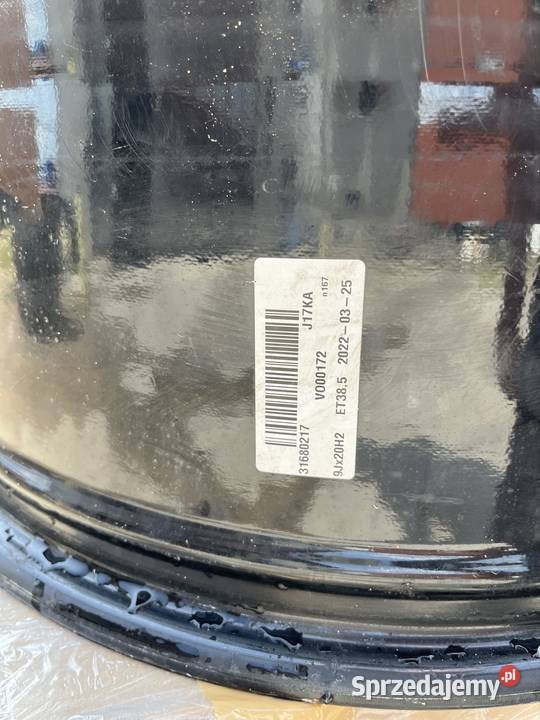 31680217 V000172 J17KA
n167
9Jx20H2 ET38.5 2022-03-25
Sprzedajemy.pl